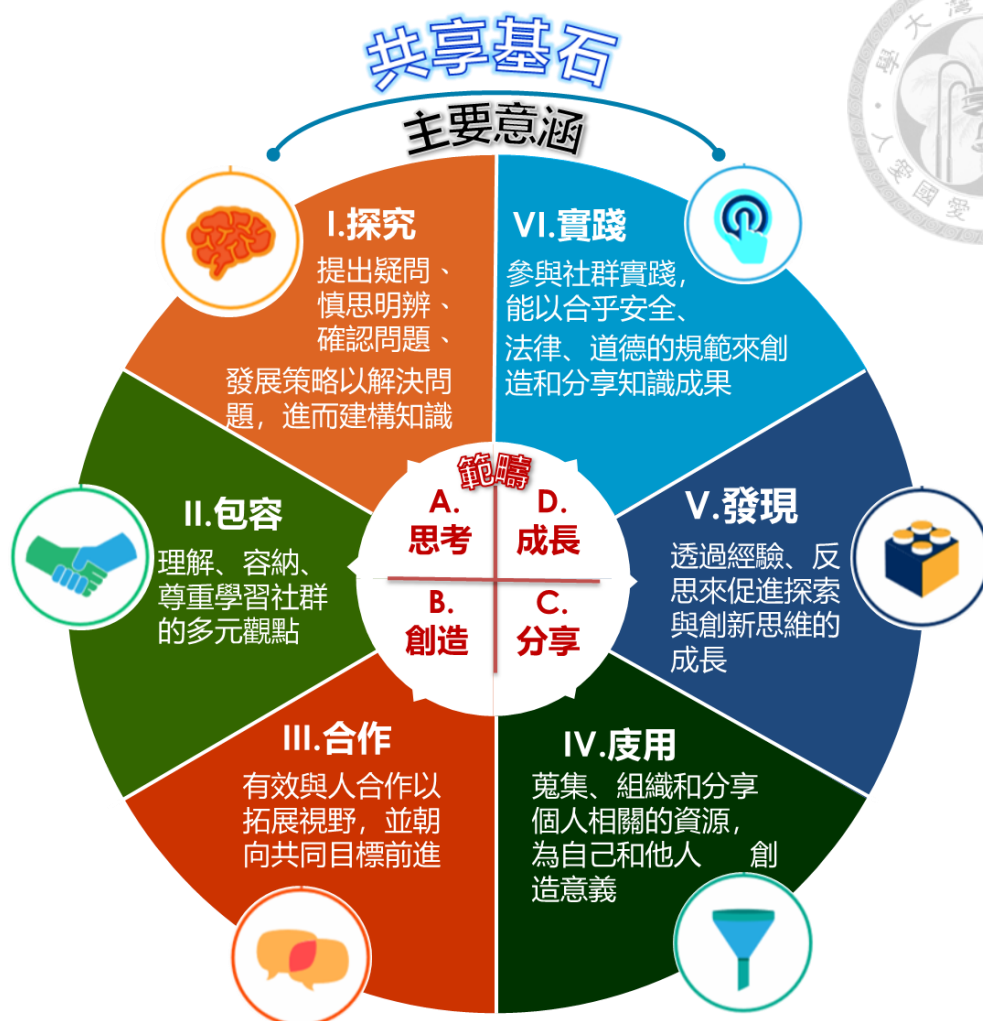 共享基石
主要意涵
學大灣
人愛國愛
I.探究
提出疑問、
慎思明辨、
確認問題、
發展策略以解決問
題，進而建構知識
VI.實踐
參與社群實踐，
能以合乎安全、
法律、道德的規範來創
造和分享知識成果
II.包容
理解、容納、
尊重學習社群
的多元觀點
範疇
A.
思考
D.
成長
B.
創造
C.
分享
V.發現
透過經驗、反
思來促進探索
與創新思維的
成長
III.合作
有效與人合作以
拓展視野，並朝
向共同目標前進
IV.庋用
蒐集、組織和分享
個人相關的資源，
為自己和他人 創
造意義